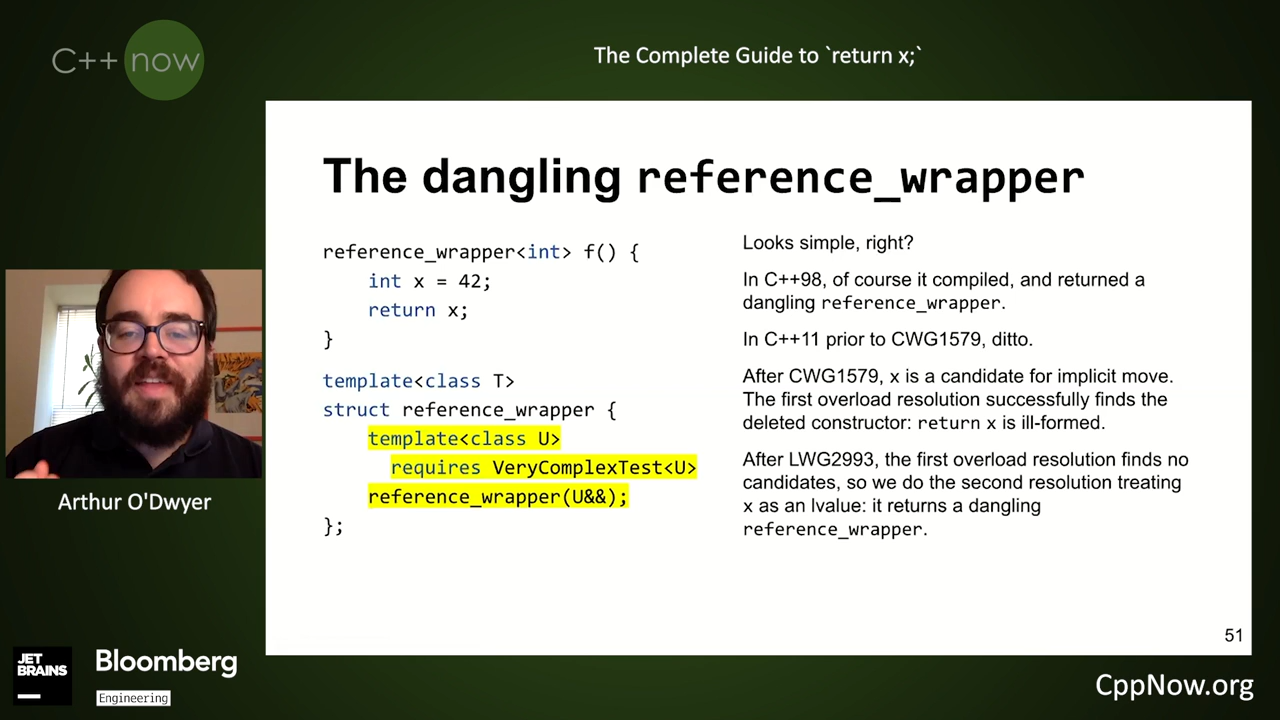 C++ now
The Complete Guide to `return x;`
The dangling reference_wrapper
reference_wrapper<int> f() {
    int x = 42;
    return x;
}
template<class T>
struct reference_wrapper {
    template<class U>
      requires VeryComplexTest<U>
    reference_wrapper(U&&);
};
Looks simple, right?
In C++98, of course it compiled, and returned a
dangling reference_wrapper.
In C++11 prior to CWG1579, ditto.
After CWG1579, x is a candidate for implicit move.
The first overload resolution successfully finds the
deleted constructor: return x is ill-formed.
After LWG2993, the first overload resolution finds no
candidates, so we do the second resolution treating
x as an lvalue: it returns a dangling
reference_wrapper.
51
Arthur O'Dwyer
JET
BRAINS
Bloomberg
Engineering
CppNow.org